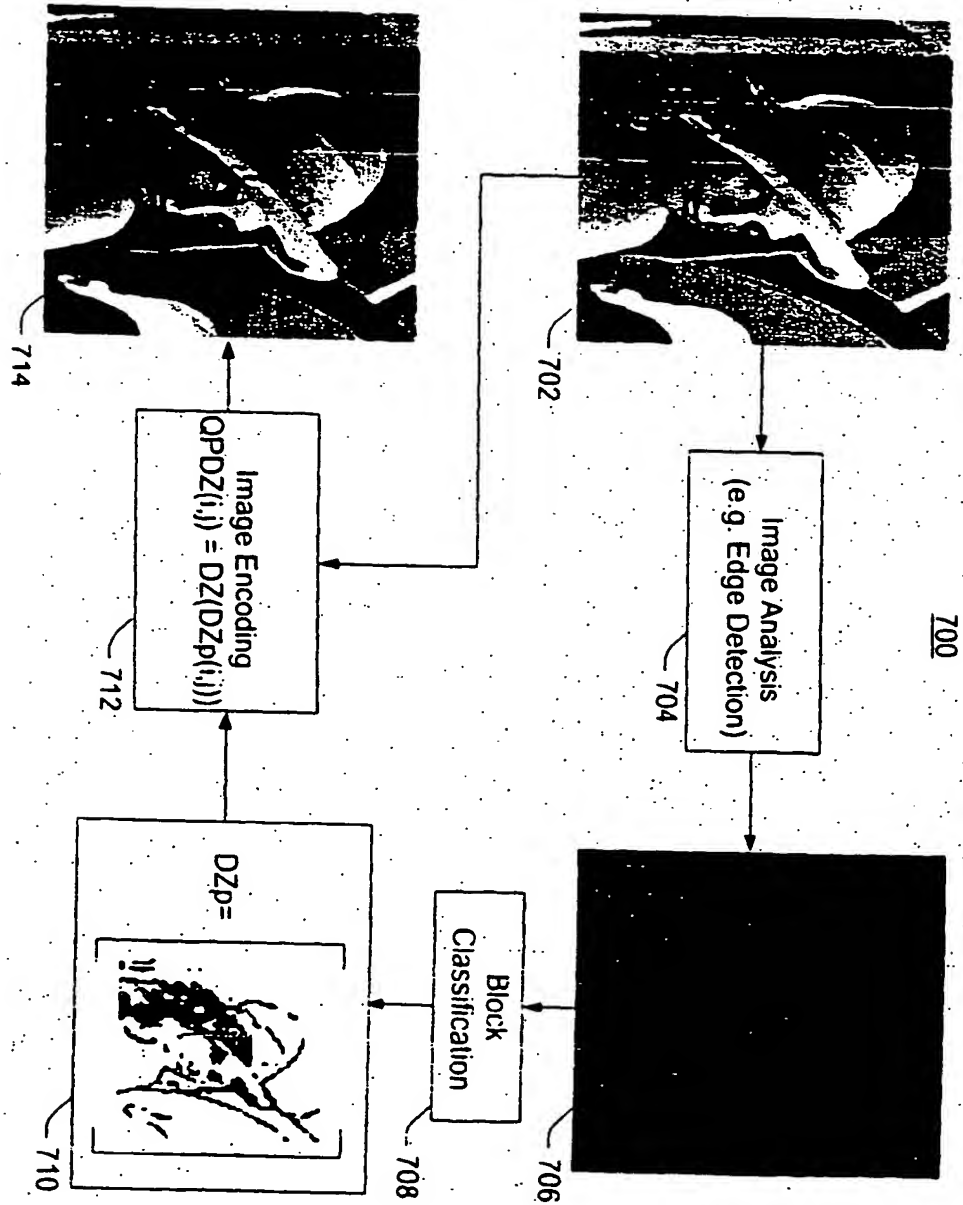 700
702
Image Analysis
(e.g. Edge Detection)
704
706
Block
Classification
708
DZp=
710
Image Encoding
QPDZ(i,j) = DZ(DZp(i,j))
712
714